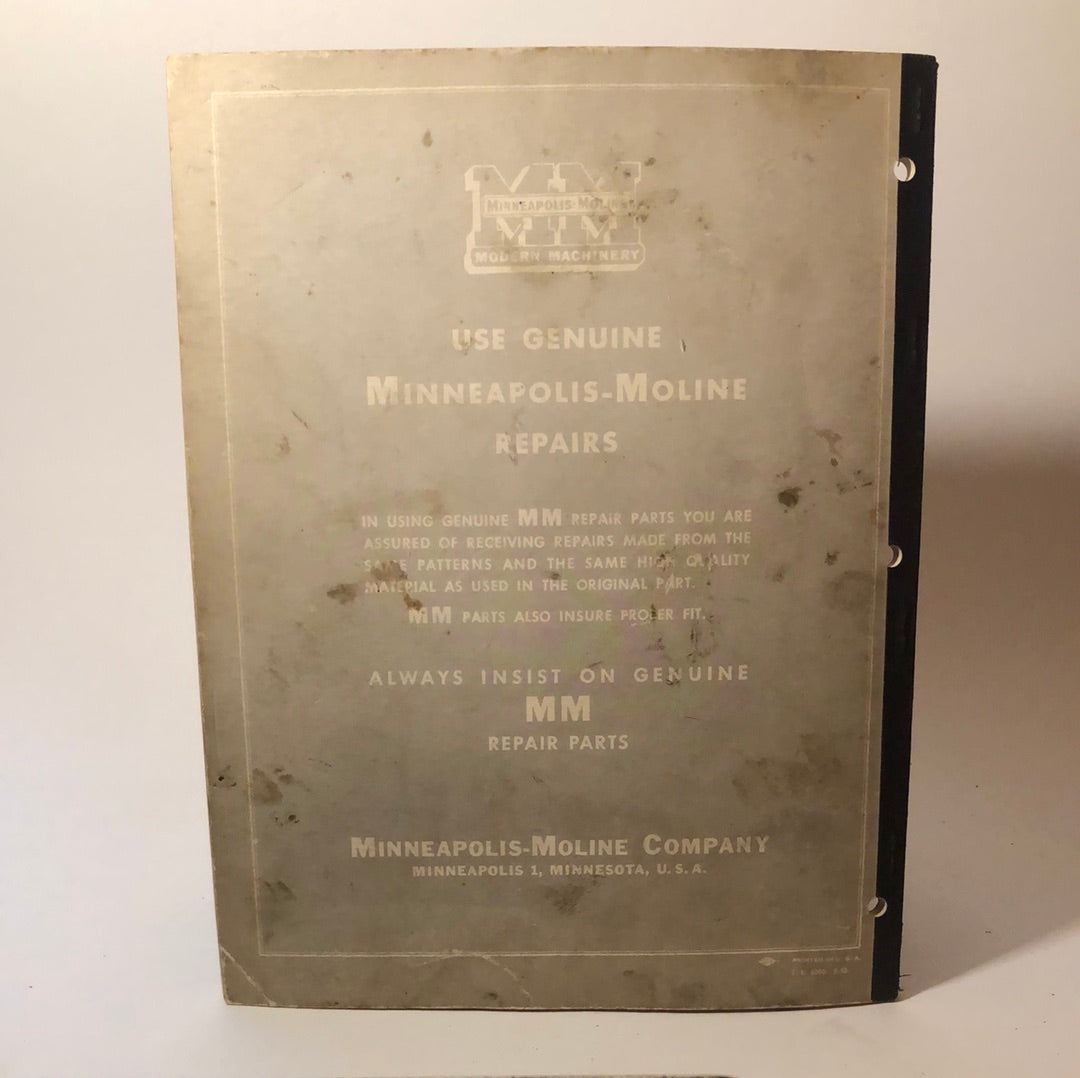 MINNEAPOLIS-MOLINE
MM
MODERN MACHINERY
USE GENUINE
MINNEAPOLIS-MOLINE
REPAIRS
IN USING GENUINE MM REPAIR PARTS YOU ARE
ASSURED OF RECEIVING REPAIRS MADE FROM THE
SAME PATTERNS AND THE SAME HIGH QUALITY
MATERIAL AS USED IN THE ORIGINAL PART.
MM PARTS ALSO INSURE PROPER FIT.
ALWAYS INSIST ON GENUINE
MM
REPAIR PARTS
MINNEAPOLIS-MOLINE COMPANY
MINNEAPOLIS 1, MINNESOTA, U.S.A.
PRINTED IN U.S.A.